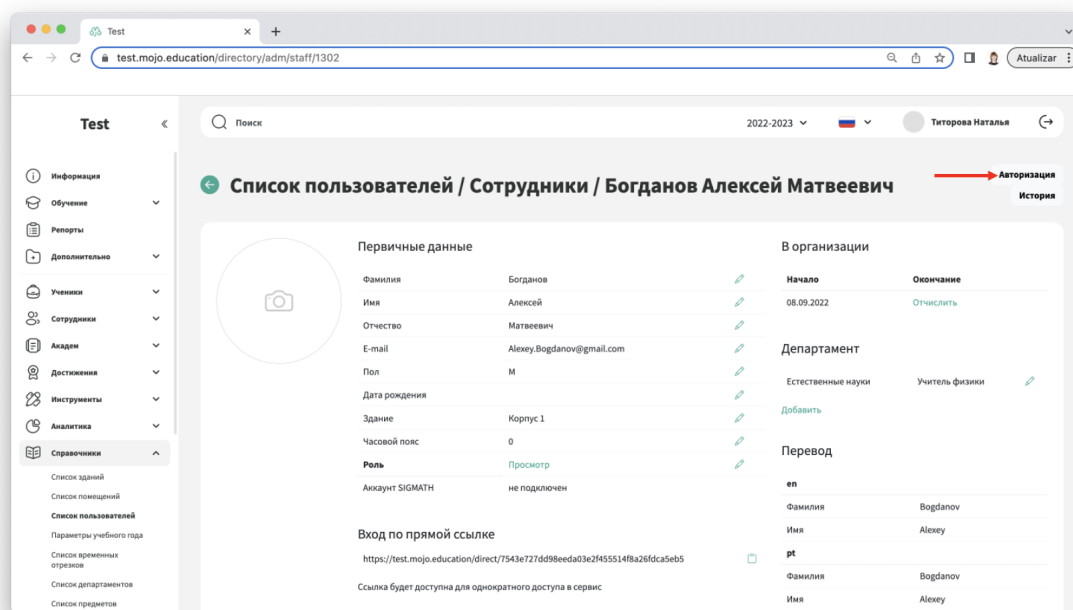 Test
test.mojo.education/directory/adm/staff/1302
Atualizar
Test
Поиск
2022-2023
Титорова Наталья
Информация
Обучение
Репорты
Дополнительно
Ученики
Сотрудники
Академ
Достижения
Инструменты
Аналитика
Справочники
Список зданий
Список помещений
Список пользователей
Параметры учебного года
Список временных
отрезков
Список департаментов
Список предметов
Список пользователей / Сотрудники / Богданов Алексей Матвеевич
Авторизация
История
Первичные данные
Фамилия Богданов
Имя Алексей
Отчество Матвеевич
E-mail Alexey.Bogdanov@gmail.com
Пол М
Дата рождения
Здание Корпус 1
Часовой пояс 0
Роль Просмотр
Аккаунт SIGMATH не подключен
Вход по прямой ссылке
https://test.mojo.education/direct/7543e727dd98eeda03e2f455514f8a26fdca5eb5
Ссылка будет доступна для однократного доступа в сервис
В организации
Начало Окончание
08.09.2022 Отчислить
Департамент
Естественные науки Учитель физики
Добавить
Перевод
en
Фамилия Bogdanov
Имя Alexey
pt
Фамилия Bogdanov
Имя Alexey